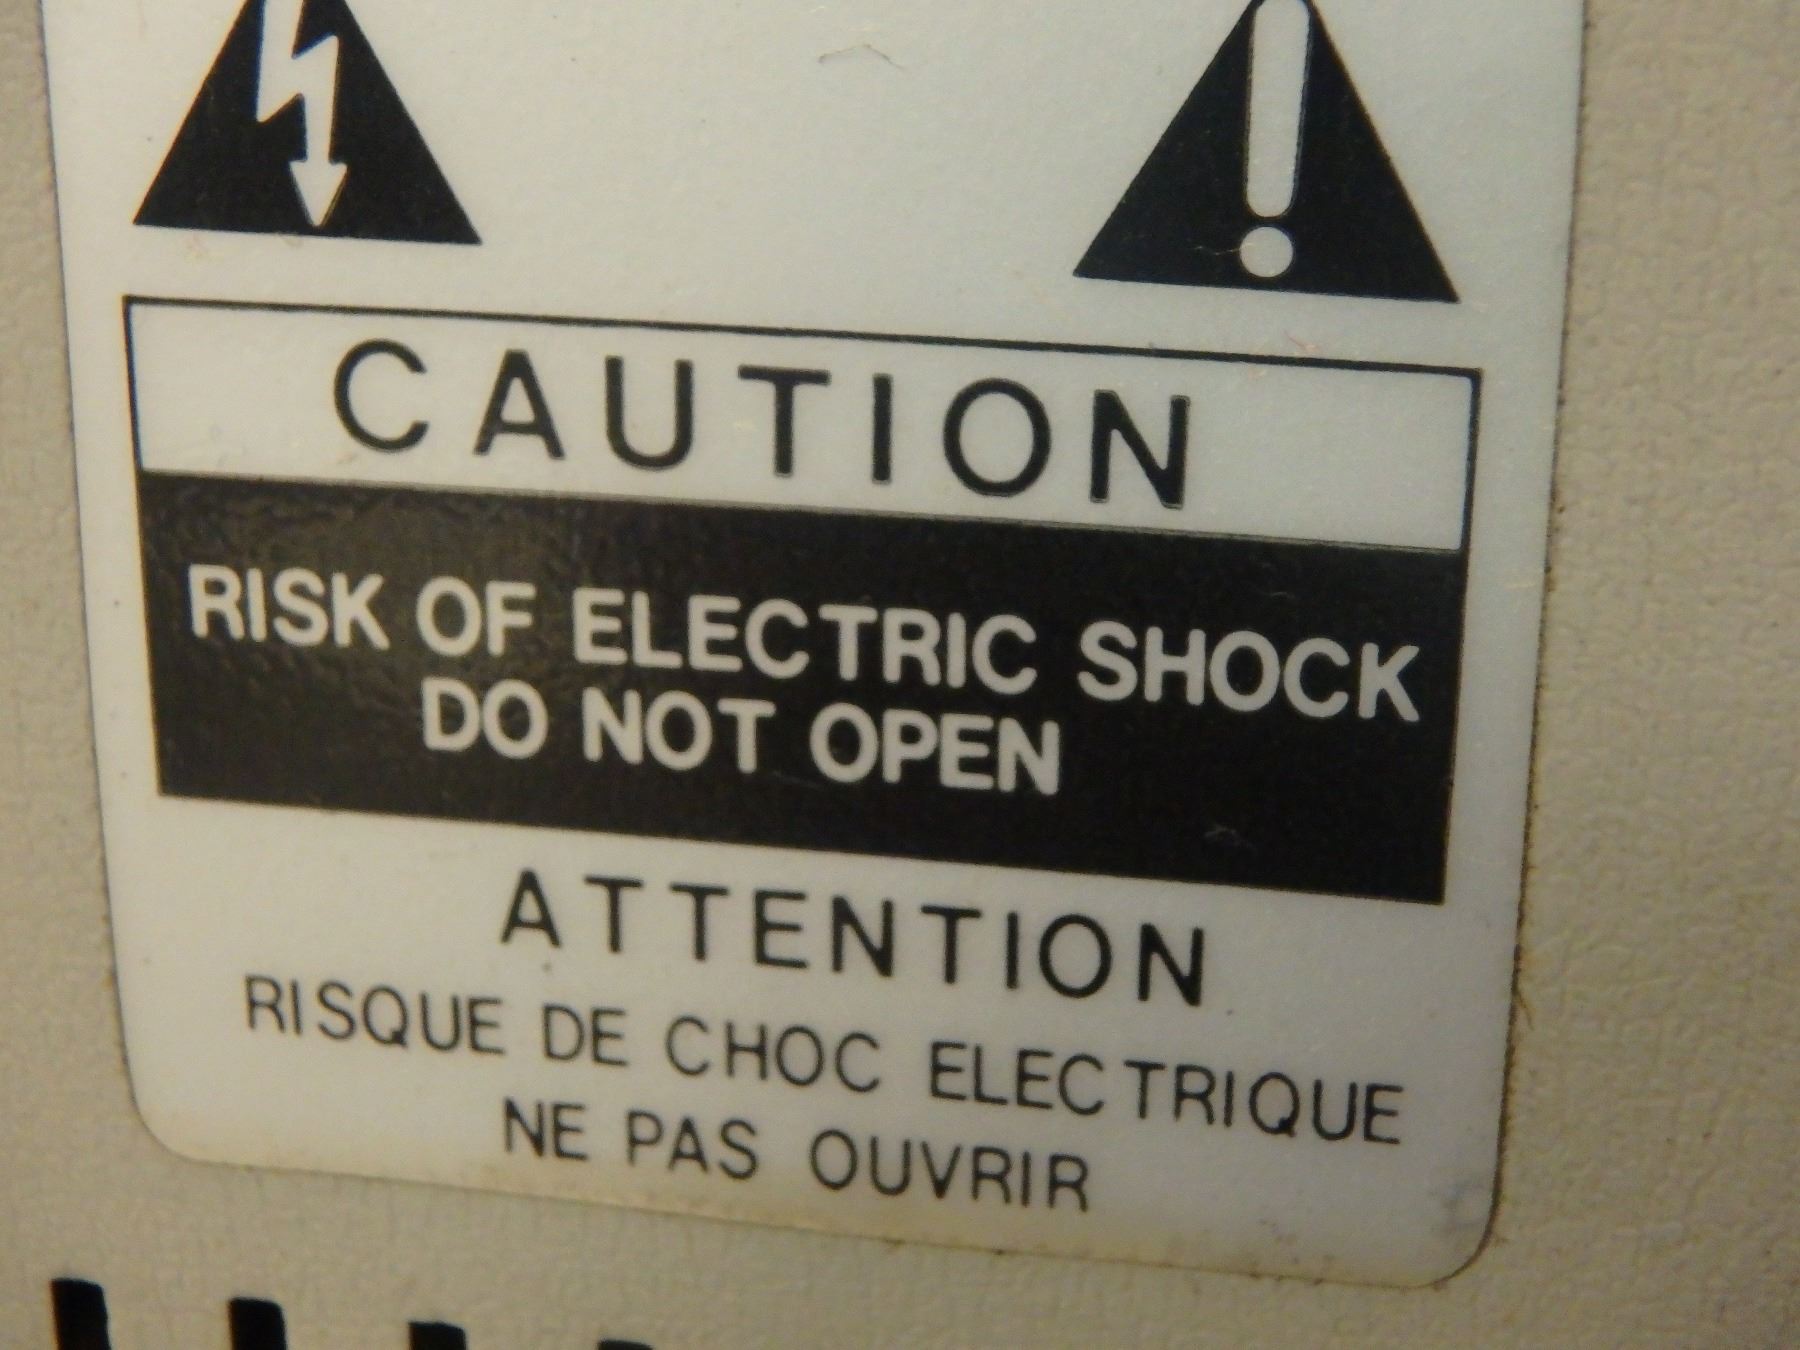 CAUTION
RISK OF ELECTRIC SHOCK
DO NOT OPEN
ATTENTION
RISQUE DE CHOC ELECTRIQUE
NE PAS OUVRIR